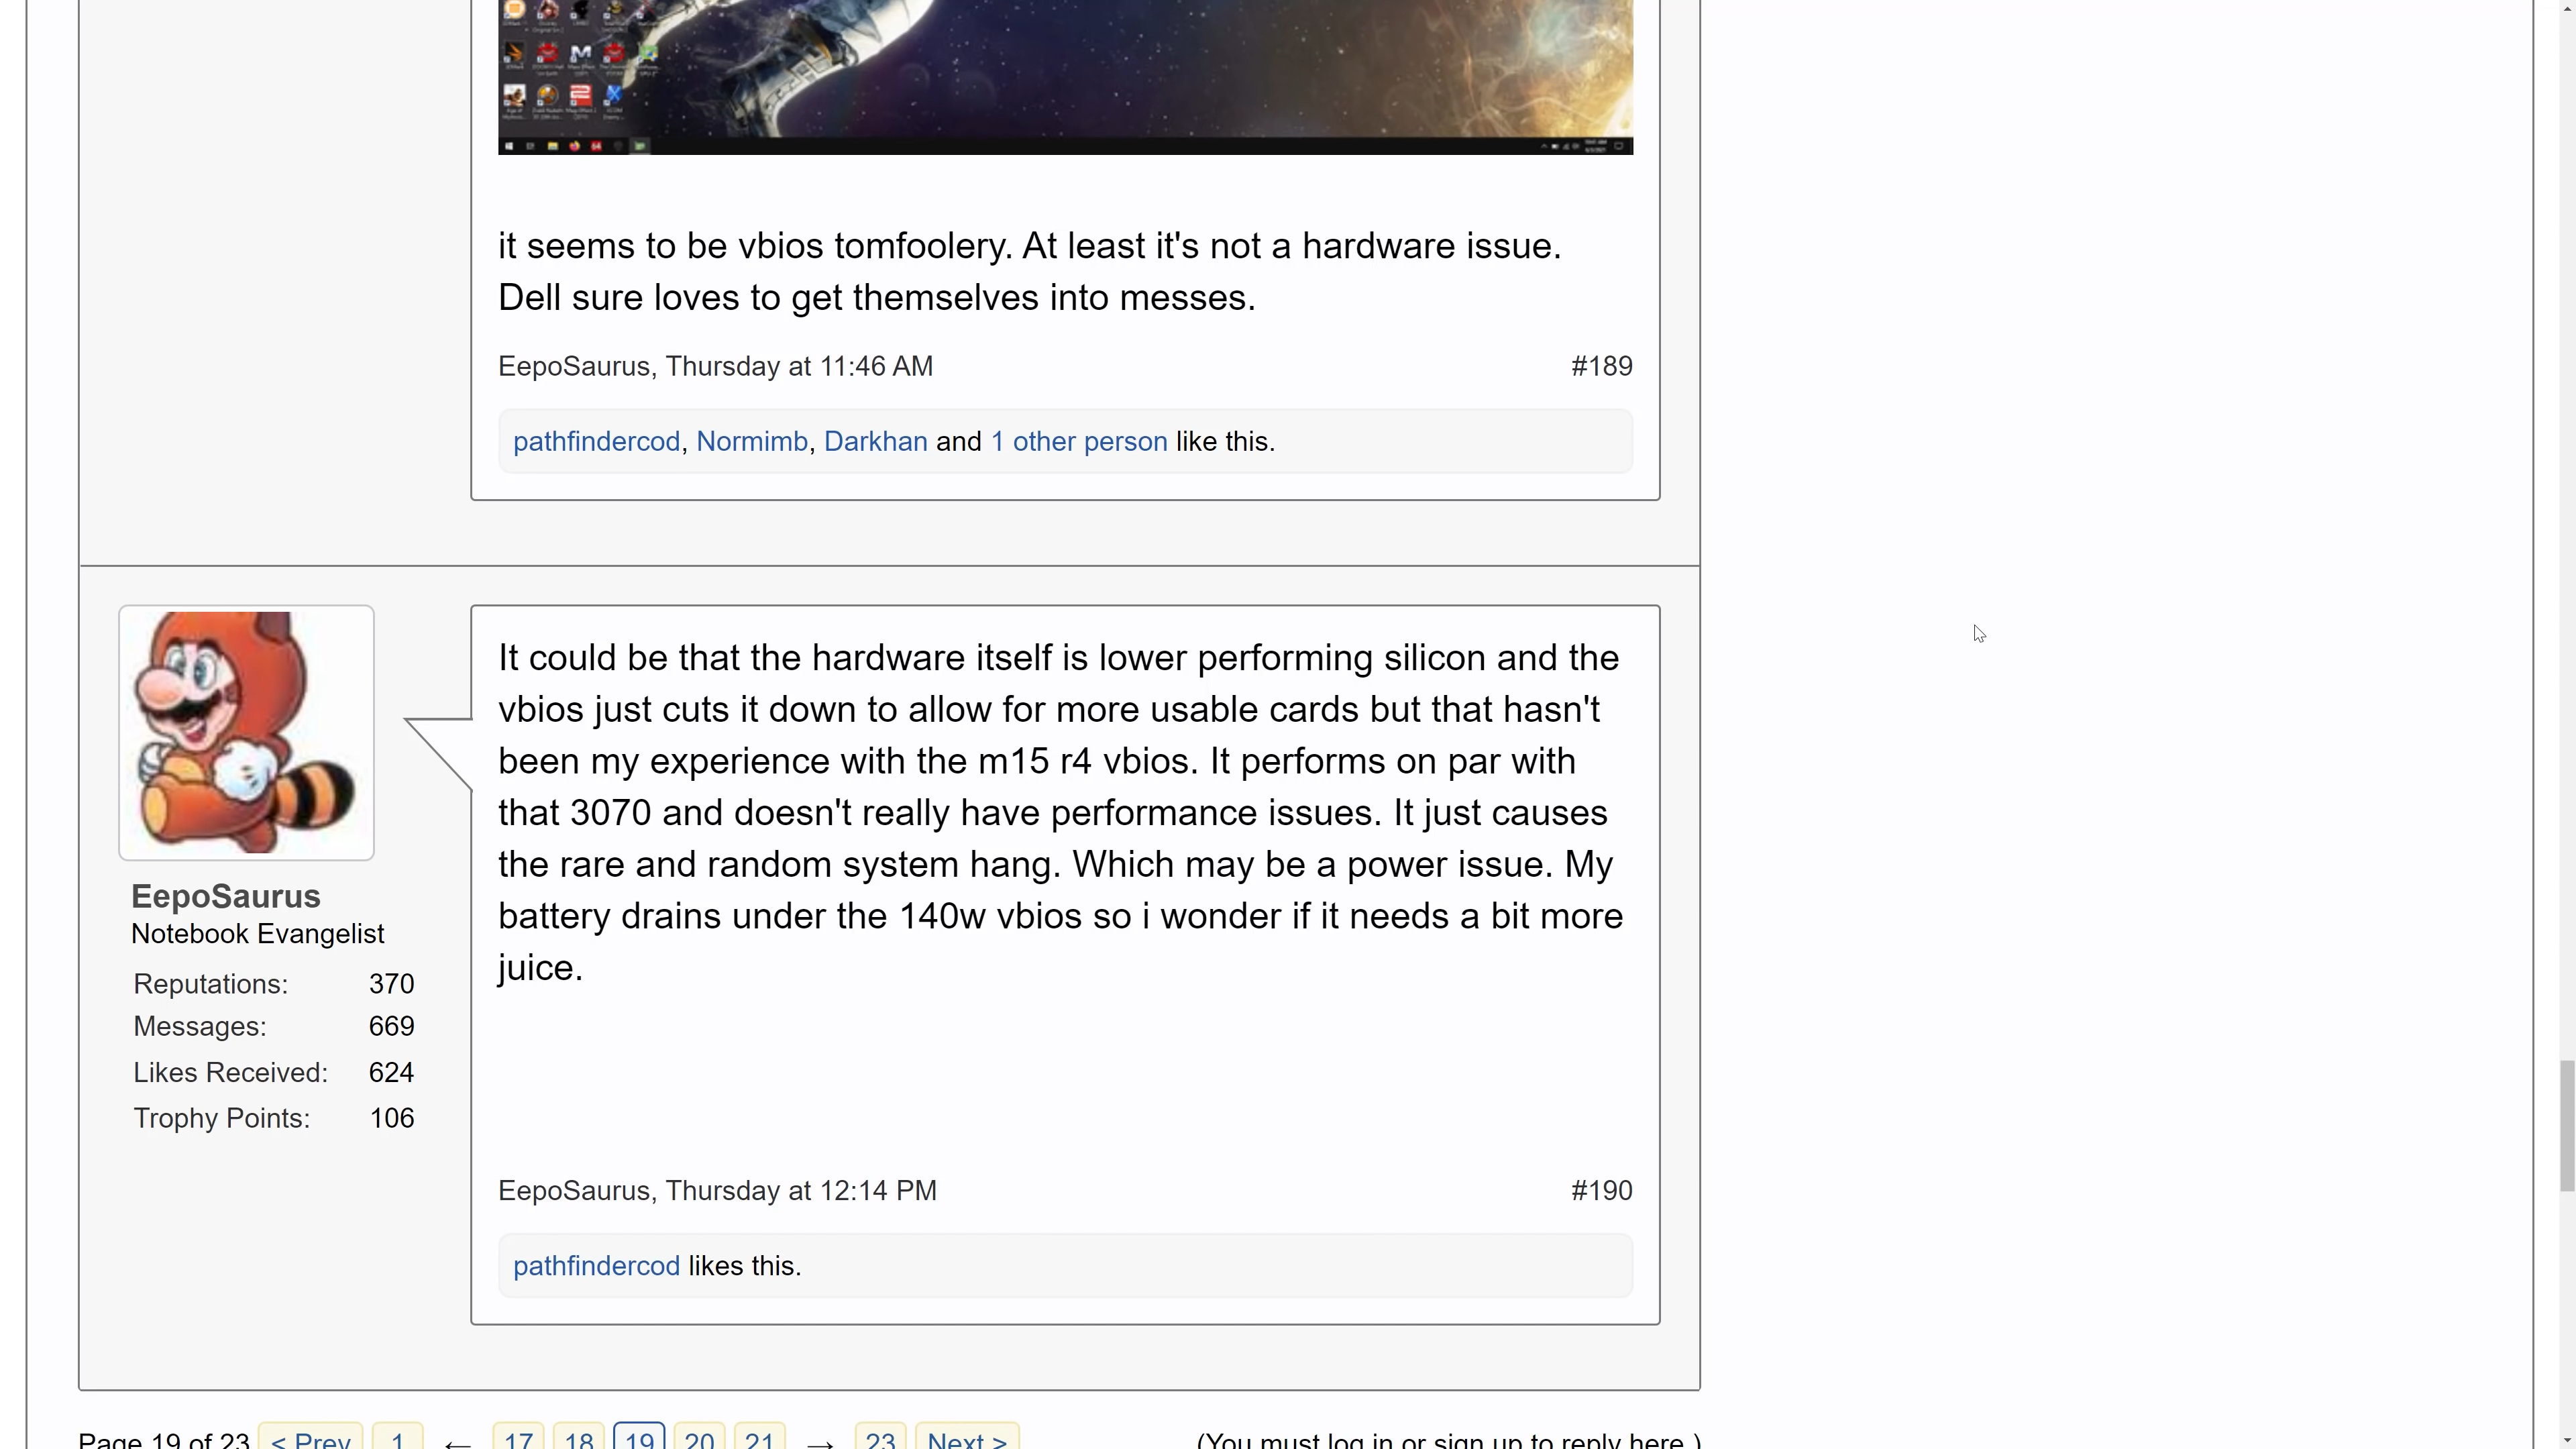 it seems to be vbios tomfoolery. At least it's not a hardware issue.
Dell sure loves to get themselves into messes.
EepoSaurus, Thursday at 11:46 AM #189
pathfindercod, Normimb, Darkhan and 1 other person like this.
It could be that the hardware itself is lower performing silicon and the
vbios just cuts it down to allow for more usable cards but that hasn't
been my experience with the m15 r4 vbios. It performs on par with
that 3070 and doesn't really have performance issues. It just causes
the rare and random system hang. Which may be a power issue. My
battery drains under the 140w vbios so i wonder if it needs a bit more
juice.
EepoSaurus
Notebook Evangelist
Reputations: 370
Messages: 669
Likes Received: 624
Trophy Points: 106
EepoSaurus, Thursday at 12:14 PM #190
pathfindercod likes this.
Page 19 of 23 < Prev 1 ← 17 18 19 20 21 → 23 Next > (You must log in or sign up to reply here.)